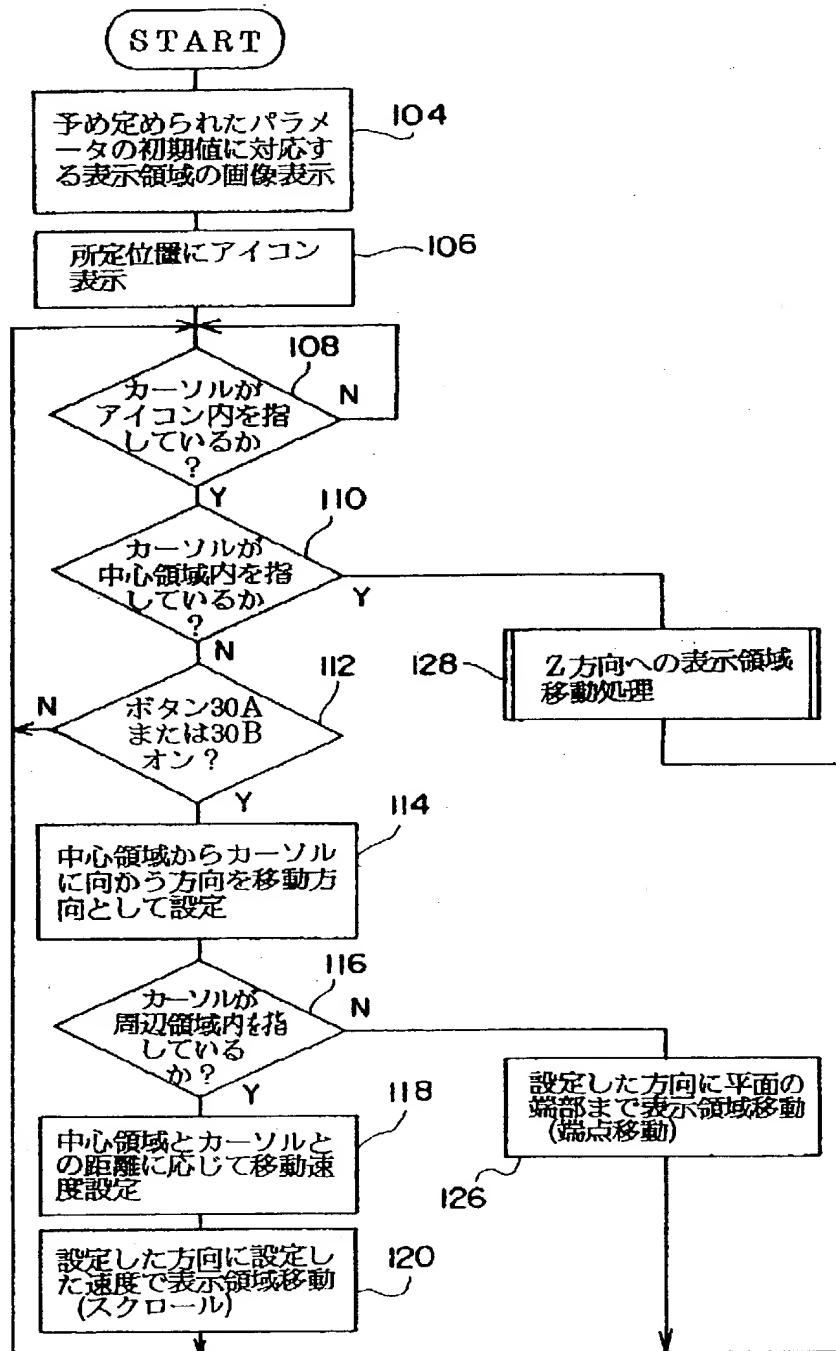 START
予め定められたパラメ
ータの初期値に対応す
る表示領域の画像表示
104
所定位置にアイコン
表示
106
108
カーソルが
アイコン内を指
しているか
?
N
Y
110
カーソルが
中心領域内を指
しているか
?
Y
N
128
Z方向への表示領域
移動処理
112
N
ボタン30A
または30B
オン?
Y
114
中心領域からカーソル
に向かう方向を移動方
向として設定
116
カーソルが
周辺領域内を指
している
か?
N
Y
設定した方向に平面の
端部まで表示領域移動
(端点移動)
126
118
中心領域とカーソルと
の距離に応じて移動速
度設定
設定した方向に設定し
た速度で表示領域移動
(スクロール)
120